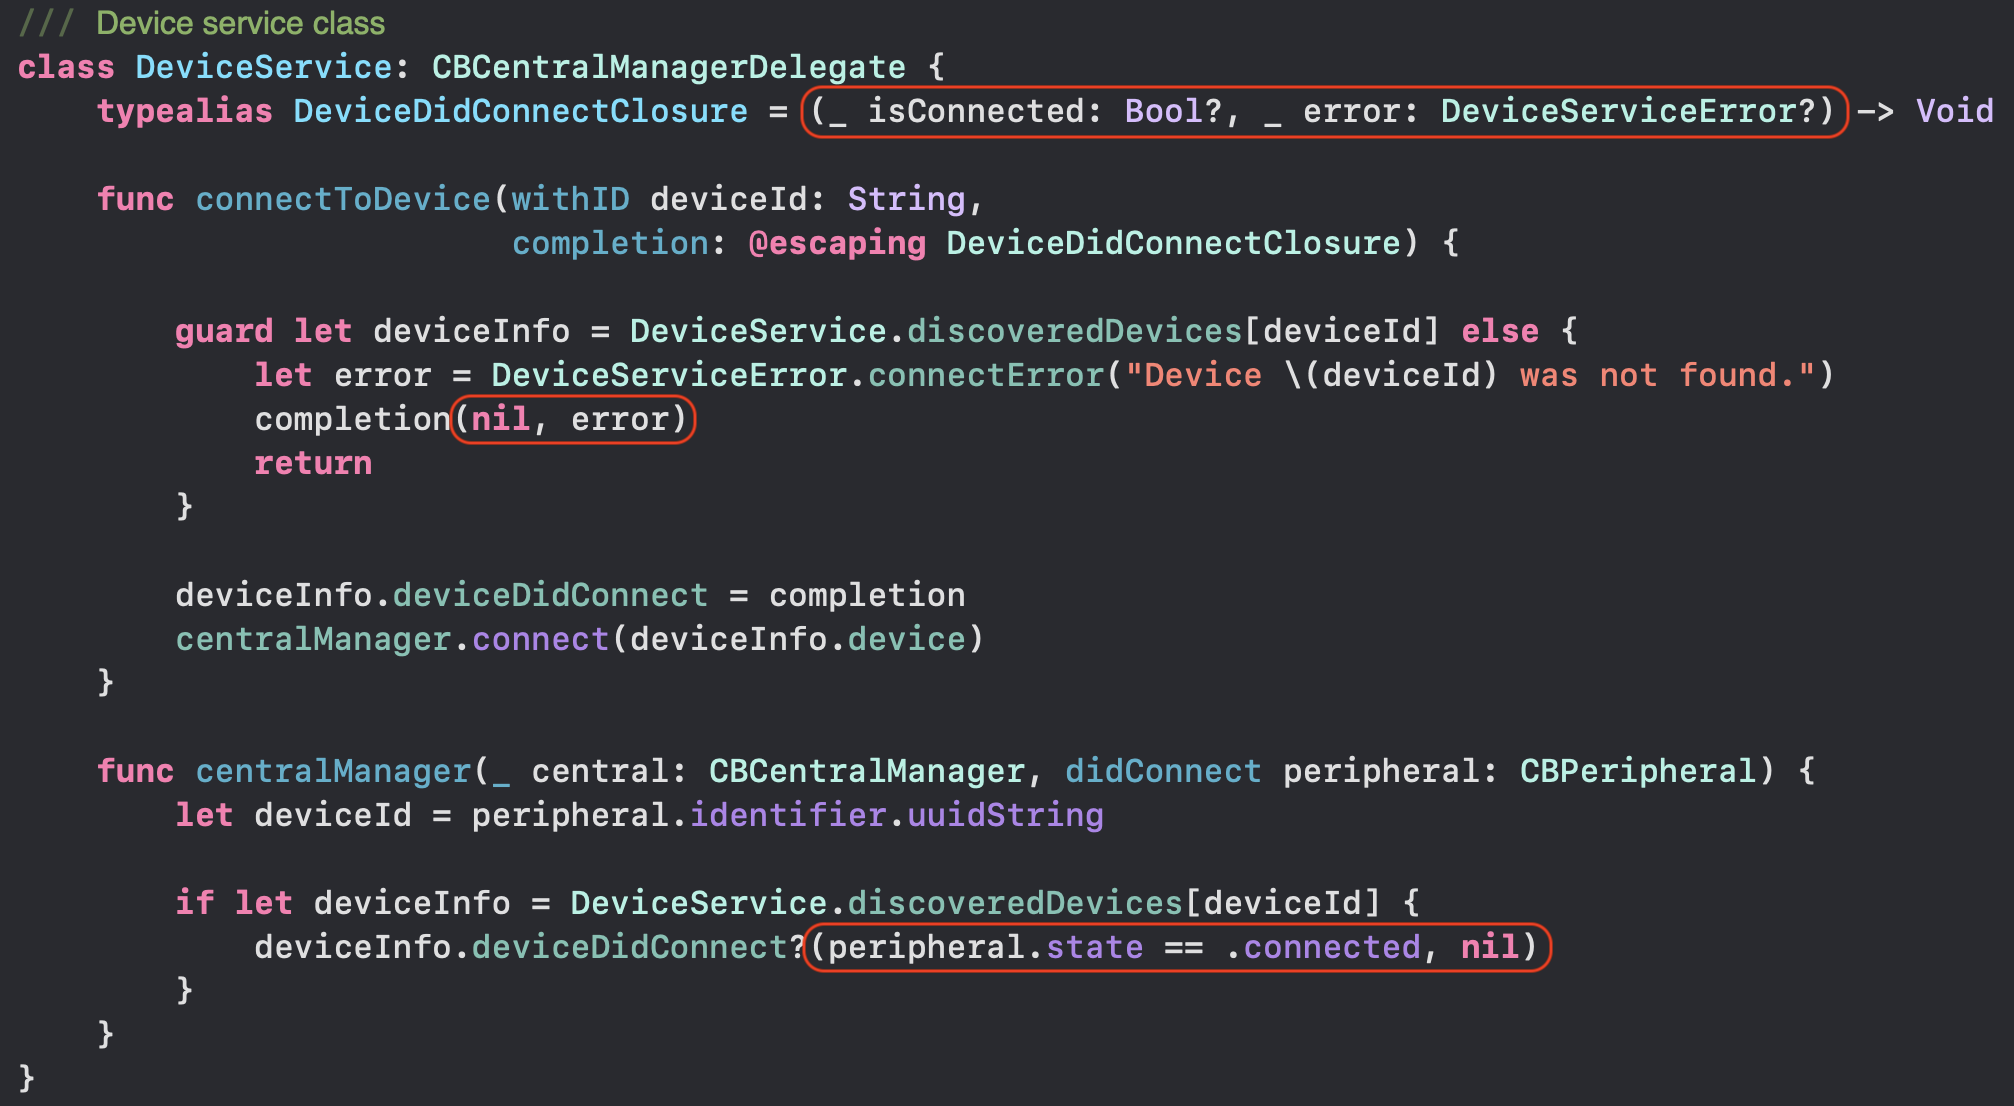 /// Device service class
class DeviceService: CBCentralManagerDelegate {
    typealias DeviceDidConnectClosure = (_ isConnected: Bool?, _ error: DeviceServiceError?) -> Void

    func connectToDevice(withID deviceId: String,
                         completion: @escaping DeviceDidConnectClosure) {

        guard let deviceInfo = DeviceService.discoveredDevices[deviceId] else {
            let error = DeviceServiceError.connectError("Device \(deviceId) was not found.")
            completion(nil, error)
            return
        }

        deviceInfo.deviceDidConnect = completion
        centralManager.connect(deviceInfo.device)
    }

    func centralManager(_ central: CBCentralManager, didConnect peripheral: CBPeripheral) {
        let deviceId = peripheral.identifier.uuidString

        if let deviceInfo = DeviceService.discoveredDevices[deviceId] {
            deviceInfo.deviceDidConnect?(peripheral.state == .connected, nil)
        }
    }
}